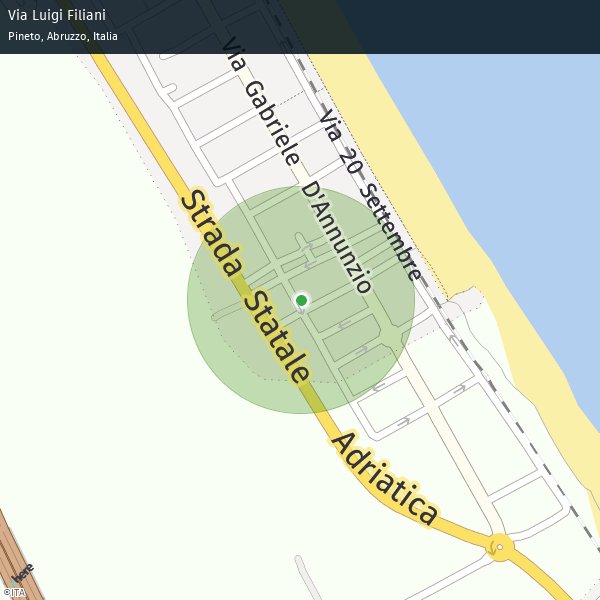 Via Luigi Filiani
Pineto, Abruzzo, Italia
Via Gabriele D'Annunzio
Via 20 Settembre
Strada Statale Adriatica
here
©ITA